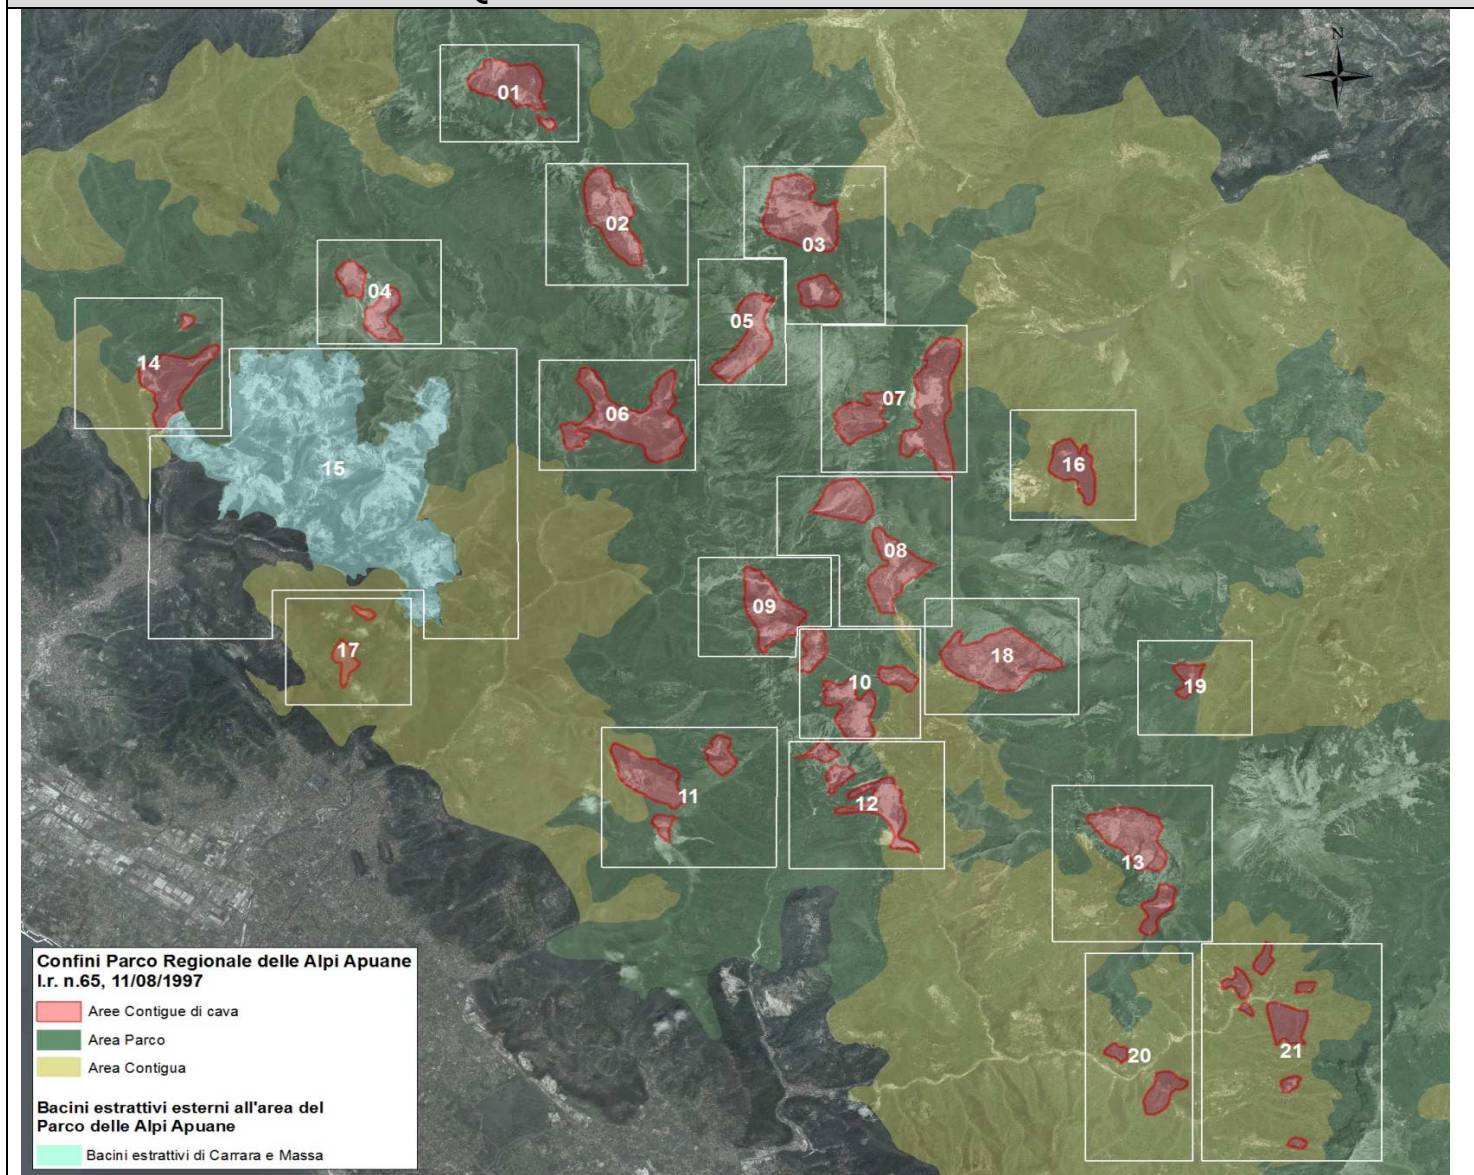 N
01
02
03
04
05
14
07
06
15
16
08
09
17
18
10
19
11
12
13
20
21
Confini Parco Regionale delle Alpi Apuane
l.r. n.65, 11/08/1997
Aree Contigue di cava
Area Parco
Area Contigua
Bacini estrattivi esterni all'area del
Parco delle Alpi Apuane
Bacini estrattivi di Carrara e Massa